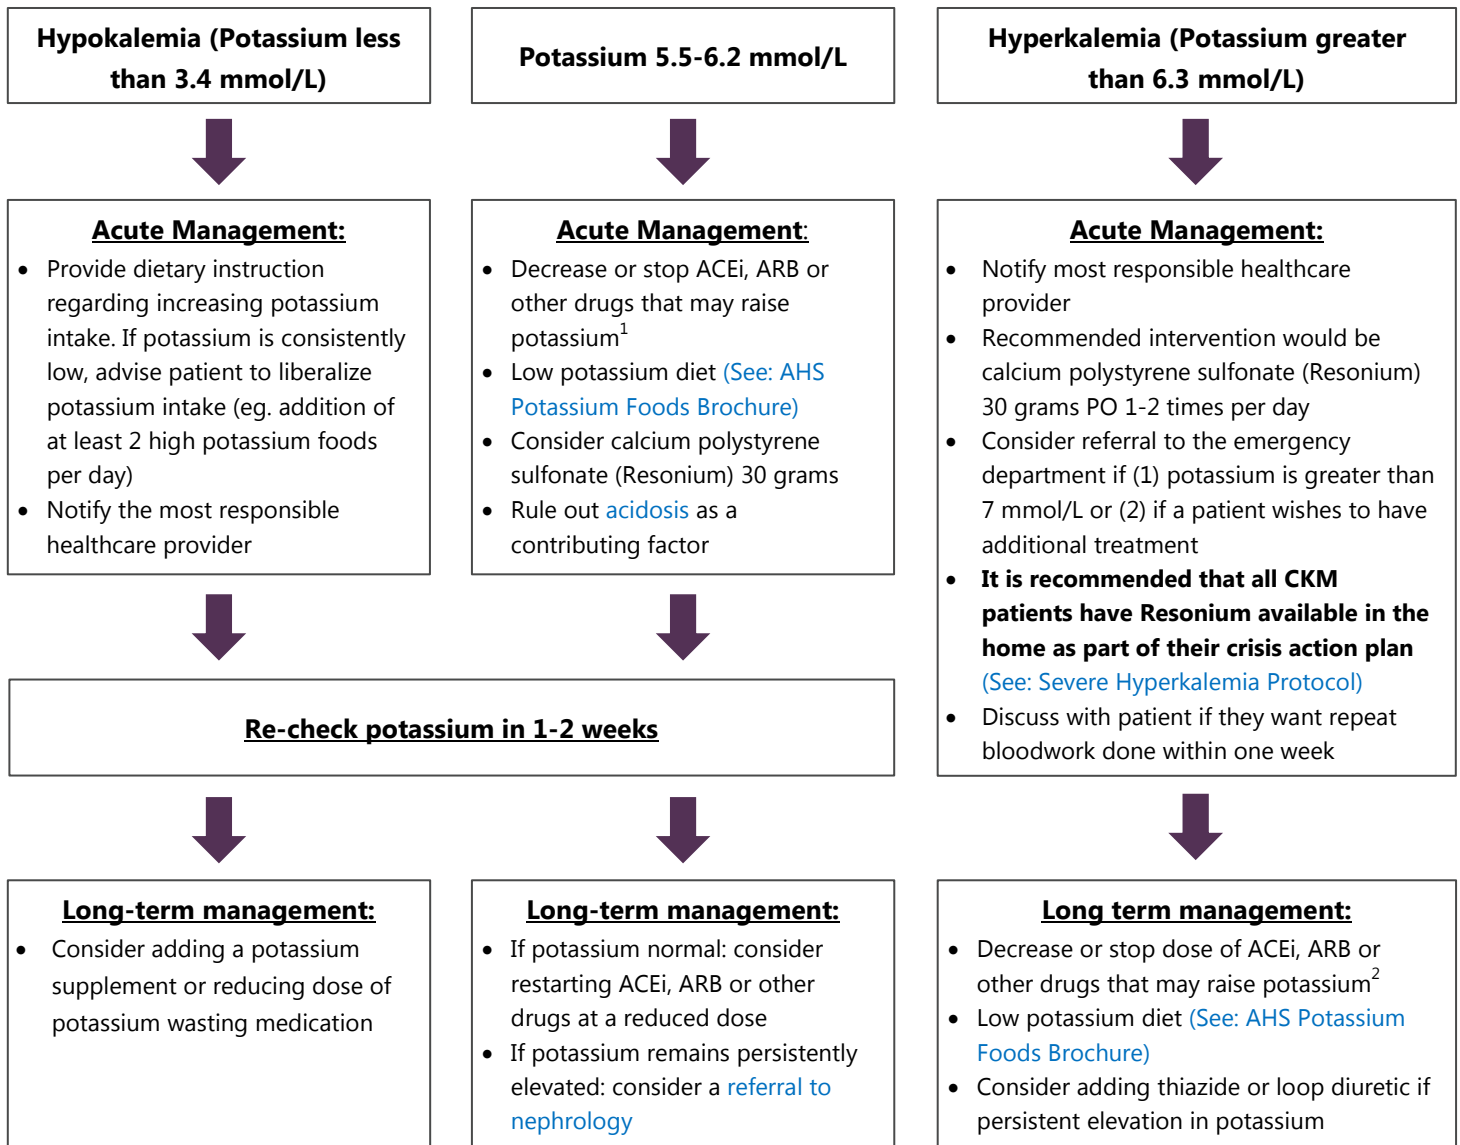 Hypokalemia (Potassium less
than 3.4 mmol/L)
Potassium 5.5-6.2 mmol/L
Hyperkalemia (Potassium greater
than 6.3 mmol/L)
Acute Management:
• Provide dietary instruction
regarding increasing potassium
intake. If potassium is consistently
low, advise patient to liberalize
potassium intake (eg. addition of
at least 2 high potassium foods
per day)
• Notify the most responsible
healthcare provider
Acute Management:
• Decrease or stop ACEi, ARB or
other drugs that may raise
potassium1
• Low potassium diet (See: AHS
Potassium Foods Brochure)
• Consider calcium polystyrene
sulfonate (Resonium) 30 grams
• Rule out acidosis as a
contributing factor
Acute Management:
• Notify most responsible healthcare
provider
• Recommended intervention would be
calcium polystyrene sulfonate (Resonium)
30 grams PO 1-2 times per day
• Consider referral to the emergency
department if (1) potassium is greater than
7 mmol/L or (2) if a patient wishes to have
additional treatment
• It is recommended that all CKM
patients have Resonium available in the
home as part of their crisis action plan
(See: Severe Hyperkalemia Protocol)
• Discuss with patient if they want repeat
bloodwork done within one week
Re-check potassium in 1-2 weeks
Long-term management:
• Consider adding a potassium
supplement or reducing dose of
potassium wasting medication
Long-term management:
• If potassium normal: consider
restarting ACEi, ARB or other
drugs at a reduced dose
• If potassium remains persistently
elevated: consider a referral to
nephrology
Long term management:
• Decrease or stop dose of ACEi, ARB or
other drugs that may raise potassium2
• Low potassium diet (See: AHS Potassium
Foods Brochure)
• Consider adding thiazide or loop diuretic if
persistent elevation in potassium